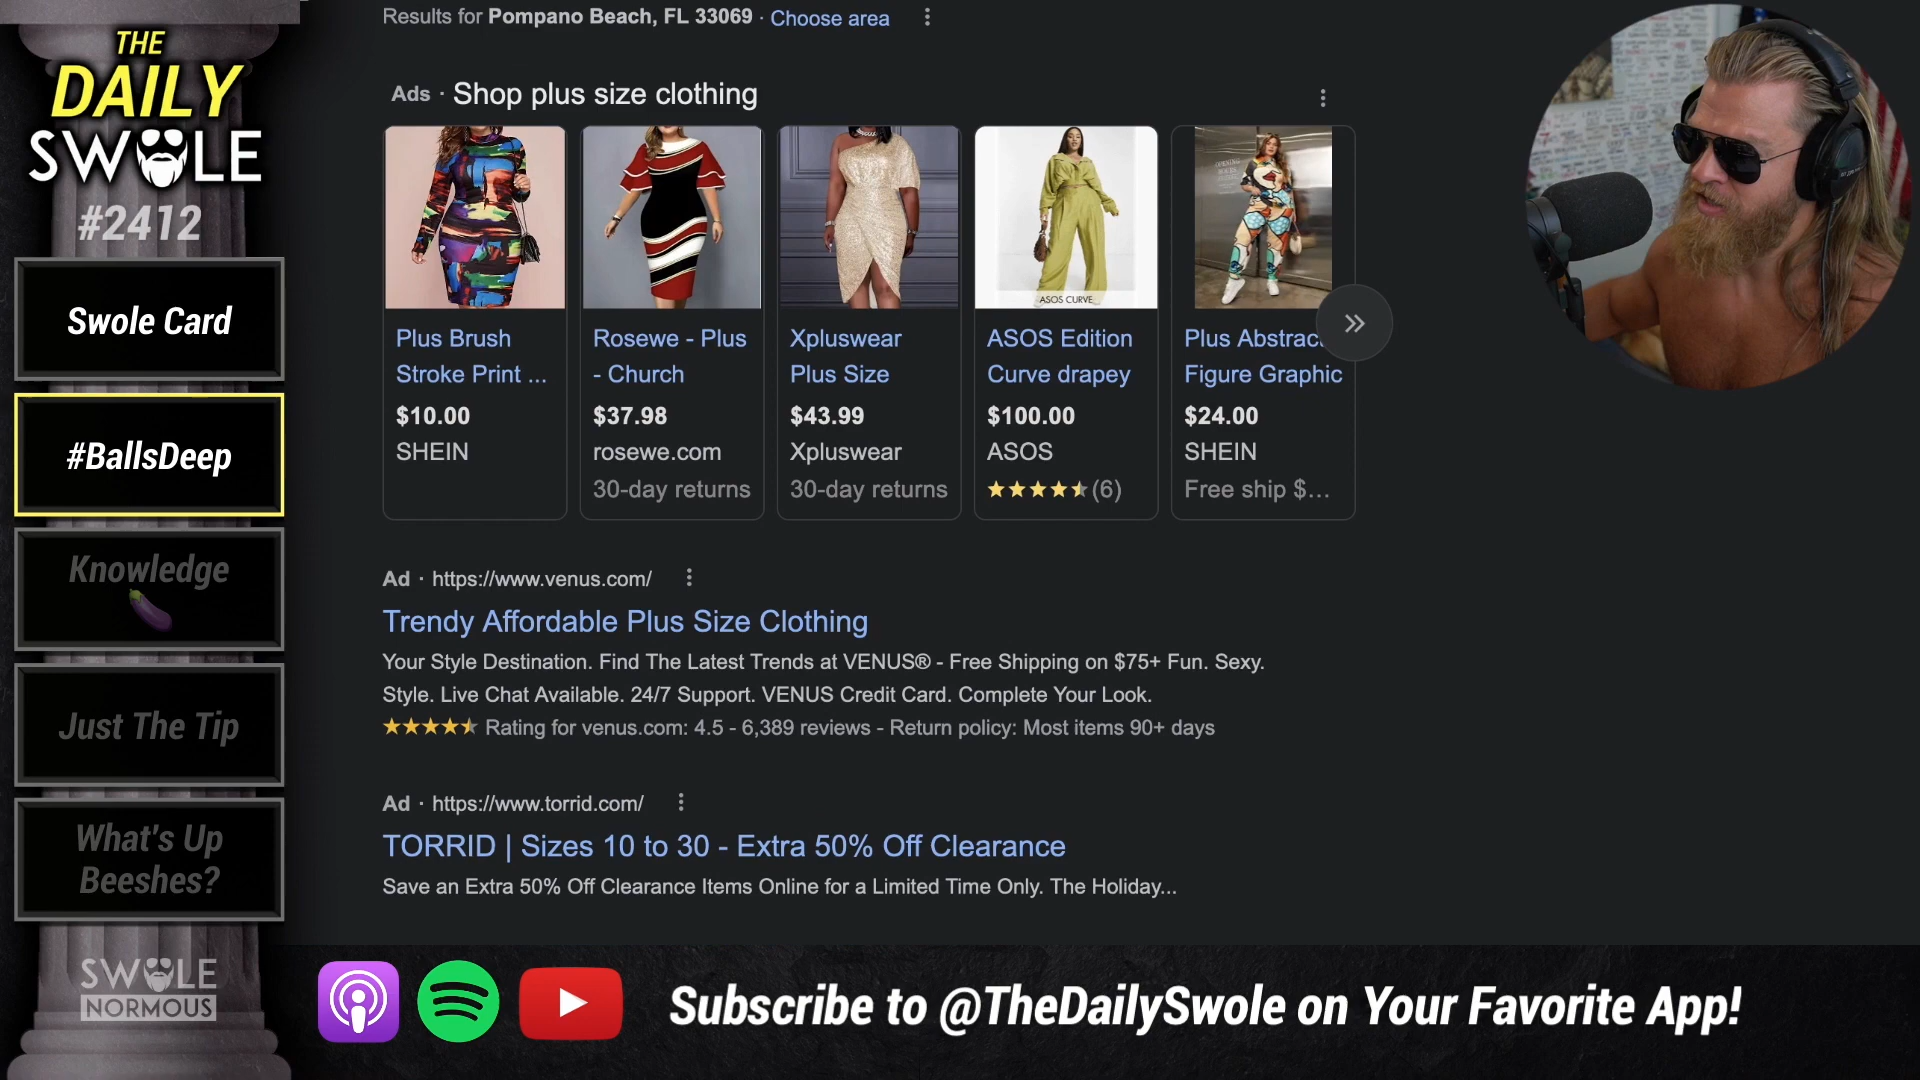 THE
DAILY
SWOLE
#2412
Swole Card
#BallsDeep
Knowledge
Just The Tip
What's Up
Beeshes?
SWOLE
NORMOUS
Results for Pompano Beach, FL 33069 · Choose area
Ads · Shop plus size clothing
Plus Brush
Stroke Print ...
$10.00
SHEIN
Rosewe - Plus
- Church
$37.98
rosewe.com
30-day returns
Xpluswear
Plus Size
$43.99
Xpluswear
30-day returns
ASOS CURVE
ASOS Edition
Curve drapey
$100.00
ASOS
(6)
Plus Abstract
Figure Graphic
$24.00
SHEIN
Free ship $...
Ad · https://www.venus.com/
Trendy Affordable Plus Size Clothing
Your Style Destination. Find The Latest Trends at VENUS® - Free Shipping on $75+ Fun. Sexy.
Style. Live Chat Available. 24/7 Support. VENUS Credit Card. Complete Your Look.
Rating for venus.com: 4.5 - 6,389 reviews - Return policy: Most items 90+ days
Ad · https://www.torrid.com/
TORRID | Sizes 10 to 30 - Extra 50% Off Clearance
Save an Extra 50% Off Clearance Items Online for a Limited Time Only. The Holiday...
Subscribe to @TheDailySwole on Your Favorite App!